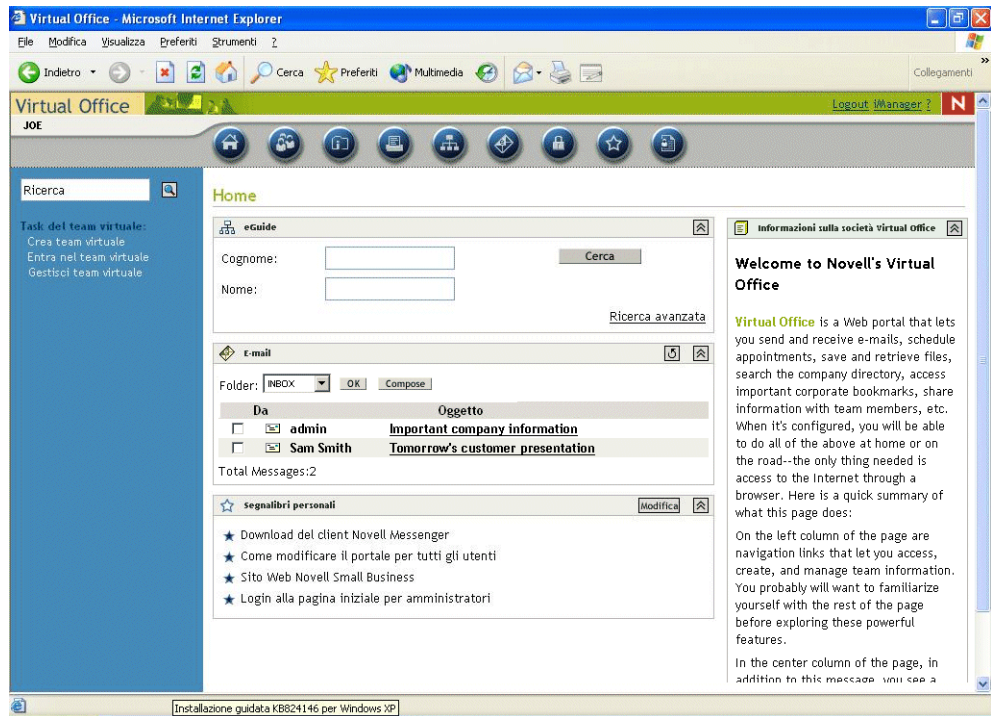 Virtual Office - Microsoft Internet Explorer
File Modifica Visualizza Preferiti Strumenti ?
Indietro Cerca Preferiti Multimedia Collegamenti »
Virtual Office Logout iManager ? N
JOE
Ricerca
Task del team virtuale:
Crea team virtuale
Entra nel team virtuale
Gestisci team virtuale
Home
eGuide
Cognome: Cerca
Nome:
Ricerca avanzata
E-mail
Folder: INBOX OK Compose
Da Oggetto
admin Important company information
Sam Smith Tomorrow's customer presentation
Total Messages:2
Segnalibri personali Modifica
Download del client Novell Messenger
Come modificare il portale per tutti gli utenti
Sito Web Novell Small Business
Login alla pagina iniziale per amministratori
Informazioni sulla società Virtual Office
Welcome to Novell's Virtual
Office
Virtual Office is a Web portal that lets
you send and receive e-mails, schedule
appointments, save and retrieve files,
search the company directory, access
important corporate bookmarks, share
information with team members, etc.
When it's configured, you will be able
to do all of the above at home or on
the road--the only thing needed is
access to the Internet through a
browser. Here is a quick summary of
what this page does:
On the left column of the page are
navigation links that let you access,
create, and manage team information.
You probably will want to familiarize
yourself with the rest of the page
before exploring these powerful
features.
In the center column of the page, in
addition to this message, you see a
Installazione guidata KB824146 per Windows XP